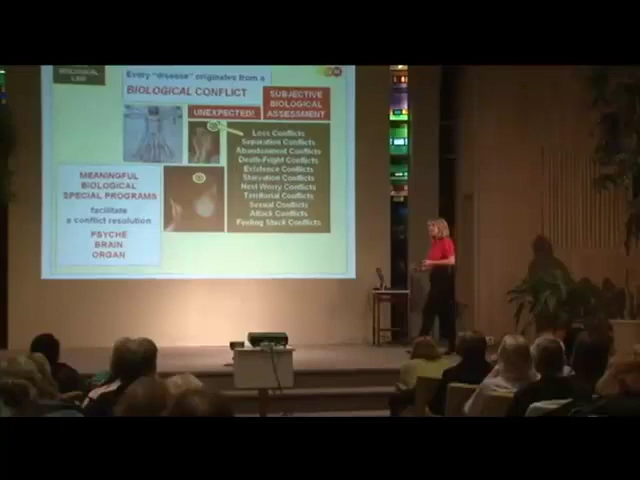 BIOLOGICAL
LAW
Every "disease" originates from a
BIOLOGICAL CONFLICT
SUBJECTIVE
BIOLOGICAL
ASSESSMENT
UNEXPECTED!
Loss Conflicts
Separation Conflicts
Abandonment Conflicts
Death-Fright Conflicts
Existence Conflicts
Starvation Conflicts
Nest Worry Conflicts
Territorial Conflicts
Sexual Conflicts
Attack Conflicts
Feeling Stuck Conflicts
MEANINGFUL
BIOLOGICAL
SPECIAL PROGRAMS
facilitate
a conflict resolution
PSYCHE
BRAIN
ORGAN